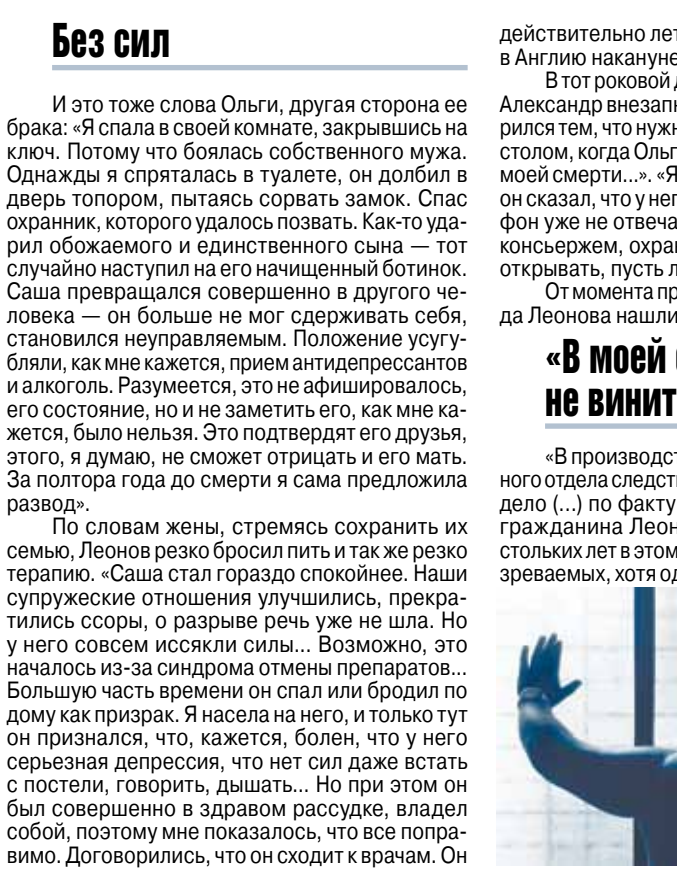 Без сил
И это тоже слова Ольги, другая сторона ее
брака: «Я спала в своей комнате, закрывшись на
ключ. Потому что боялась собственного мужа.
Однажды я спряталась в туалете, он долбил в
дверь топором, пытаясь сорвать замок. Спас
охранник, которого удалось позвать. Как-то уда-
рил обожаемого и единственного сына — тот
случайно наступил на его начищенный ботинок.
Саша превращался совершенно в другого че-
ловека — он больше не мог сдерживать себя,
становился неуправляемым. Положение усугу-
бляли, как мне кажется, прием антидепрессантов
и алкоголь. Разумеется, это не афишировалось,
его состояние, но и не заметить его, как мне ка-
жется, было нельзя. Это подтвердят его друзья,
этого, я думаю, не сможет отрицать и его мать.
За полтора года до смерти я сама предложила
развод».
По словам жены, стремясь сохранить их
семью, Леонов резко бросил пить и так же резко
терапию. «Саша стал гораздо спокойнее. Наши
супружеские отношения улучшились, прекра-
тились ссоры, о разрыве речь уже не шла. Но
у него совсем иссякли силы... Возможно, это
началось из-за синдрома отмены препаратов...
Большую часть времени он спал или бродил по
дому как призрак. Я насела на него, и только тут
он признался, что, кажется, болен, что у него
серьезная депрессия, что нет сил даже встать
с постели, говорить, дышать... Но при этом он
был совершенно в здравом рассудке, владел
собой, поэтому мне показалось, что все попра-
вимо. Договорились, что он сходит к врачам. Он
действительно лет
в Англию накануне
В тот роковой
Александр внезап
рился тем, что нуж
столом, когда Ольг
моей смерти...». «Я
он сказал, что у не
фон уже не отвеча
консьержем, охра
открывать, пусть л
От момента пр
да Леонова нашли
«В моей
не винит
«В производст
ного отдела следст
дело (...) по факту
гражданина Леон
стольких лет в этом
зреваемых, хотя од